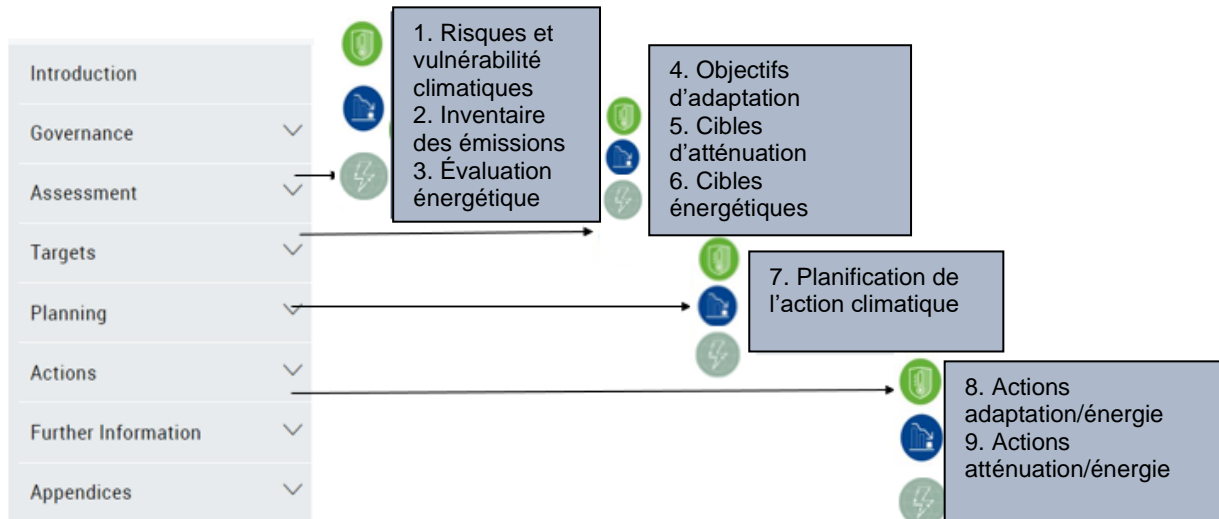 Introduction
Governance
Assessment
Targets
Planning
Actions
Further Information
Appendices
1. Risques et
vulnérabilité
climatiques
2. Inventaire
des émissions
3. Évaluation
énergétique
4. Objectifs
d’adaptation
5. Cibles
d’atténuation
6. Cibles
énergétiques
7. Planification de
l’action climatique
8. Actions
adaptation/énergie
9. Actions
atténuation/énergie